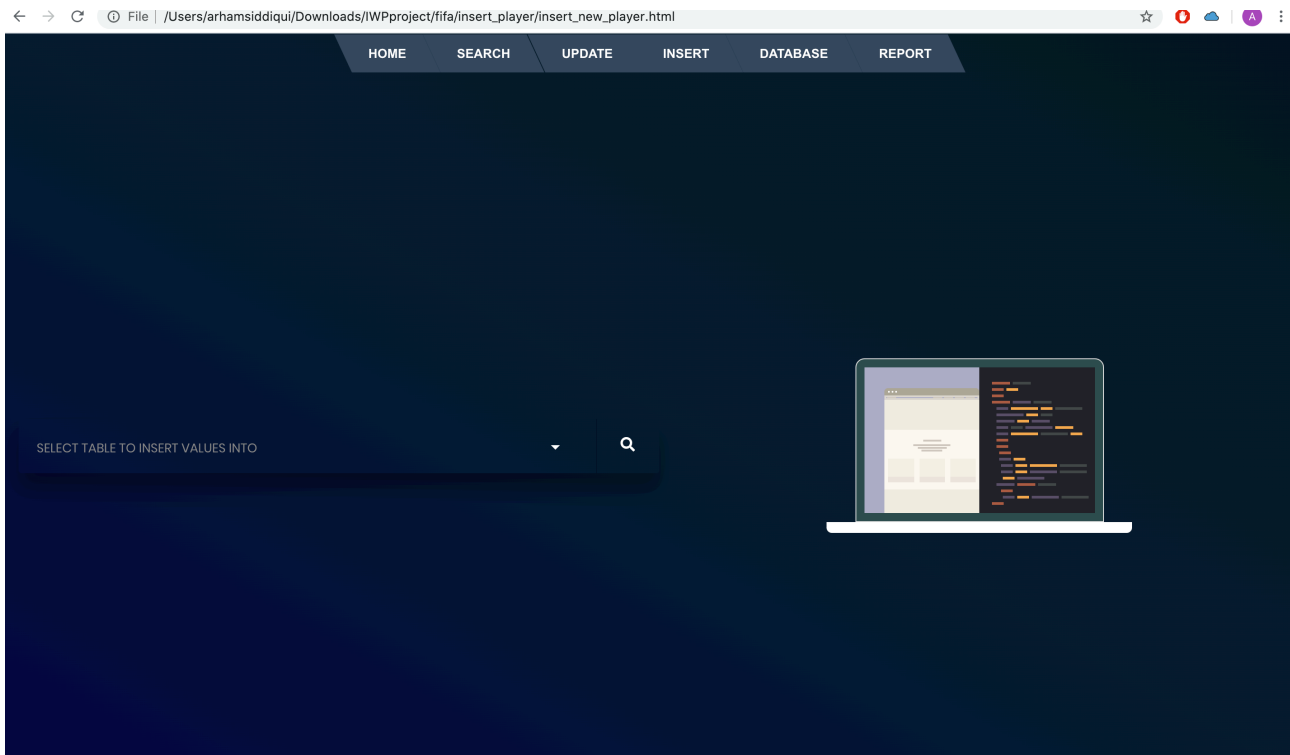 File | /Users/arhamsiddiqui/Downloads/IWPproject/fifa/insert_player/insert_new_player.html
A
HOME SEARCH UPDATE INSERT DATABASE REPORT
SELECT TABLE TO INSERT VALUES INTO